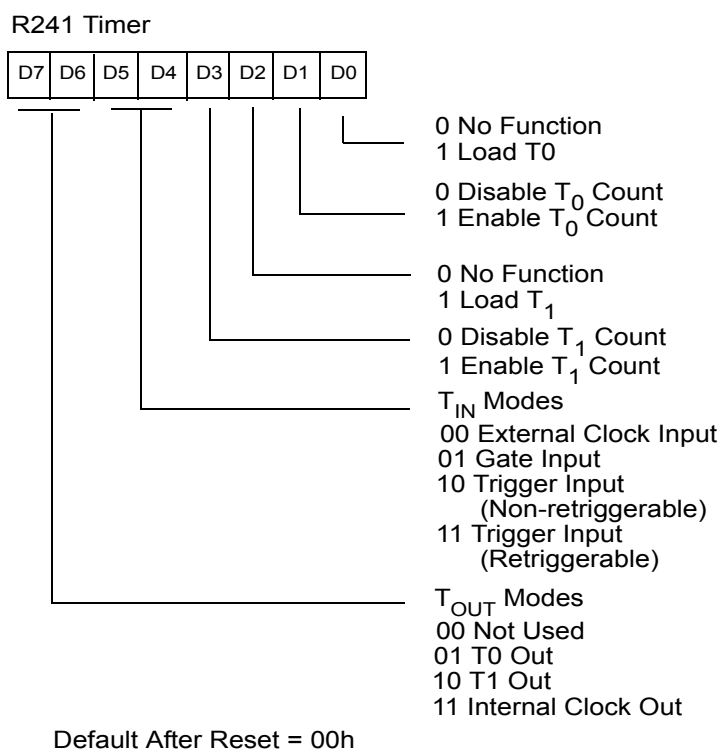 R241 Timer
D7 D6 D5 D4 D3 D2 D1 D0
0 No Function
1 Load T0
0 Disable T0 Count
1 Enable T0 Count
0 No Function
1 Load T1
0 Disable T1 Count
1 Enable T1 Count
TIN Modes
00 External Clock Input
01 Gate Input
10 Trigger Input
(Non-retriggerable)
11 Trigger Input
(Retriggerable)
TOUT Modes
00 Not Used
01 T0 Out
10 T1 Out
11 Internal Clock Out
Default After Reset = 00h